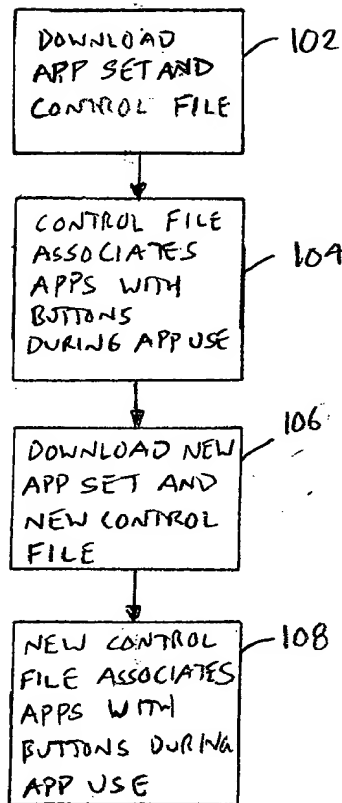 DOWNLOAD
APP SET AND
CONTROL FILE
102
CONTROL FILE
ASSOCIATES
APPS WITH
BUTTONS
DURING APP USE
104
DOWNLOAD NEW
APP SET AND
NEW CONTROL
FILE
106
NEW CONTROL
FILE ASSOCIATES
APPS WITH
BUTTONS DURING
APP USE
108